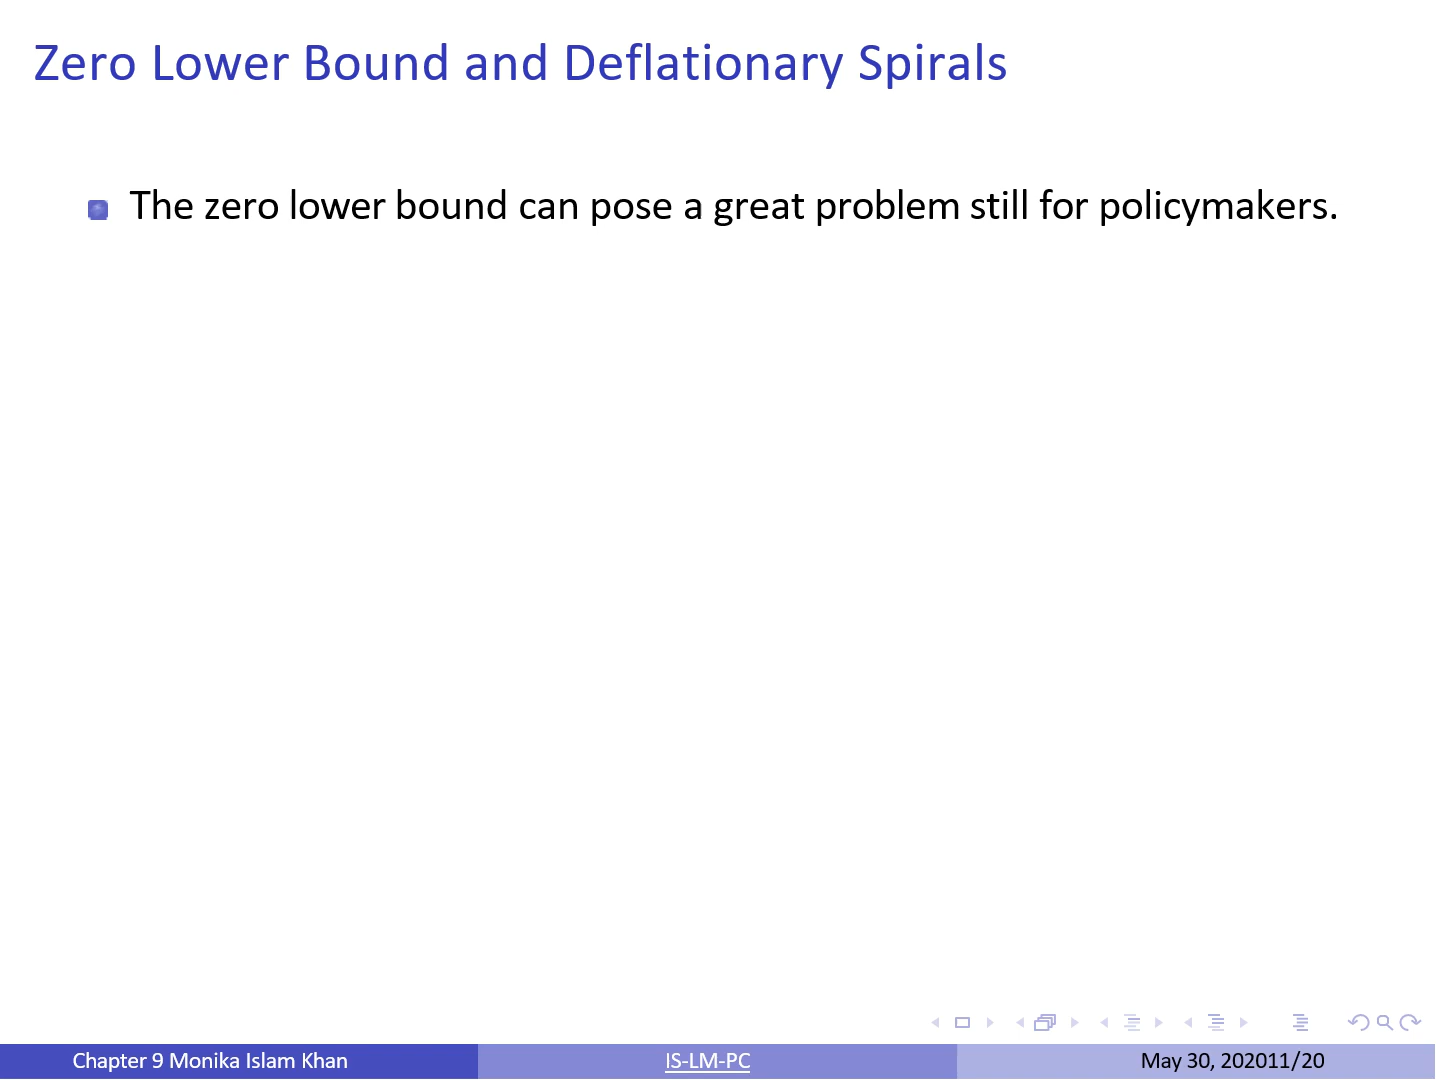 Zero Lower Bound and Deflationary Spirals
The zero lower bound can pose a great problem still for policymakers.
Chapter 9 Monika Islam Khan
IS-LM-PC
May 30, 202011/20